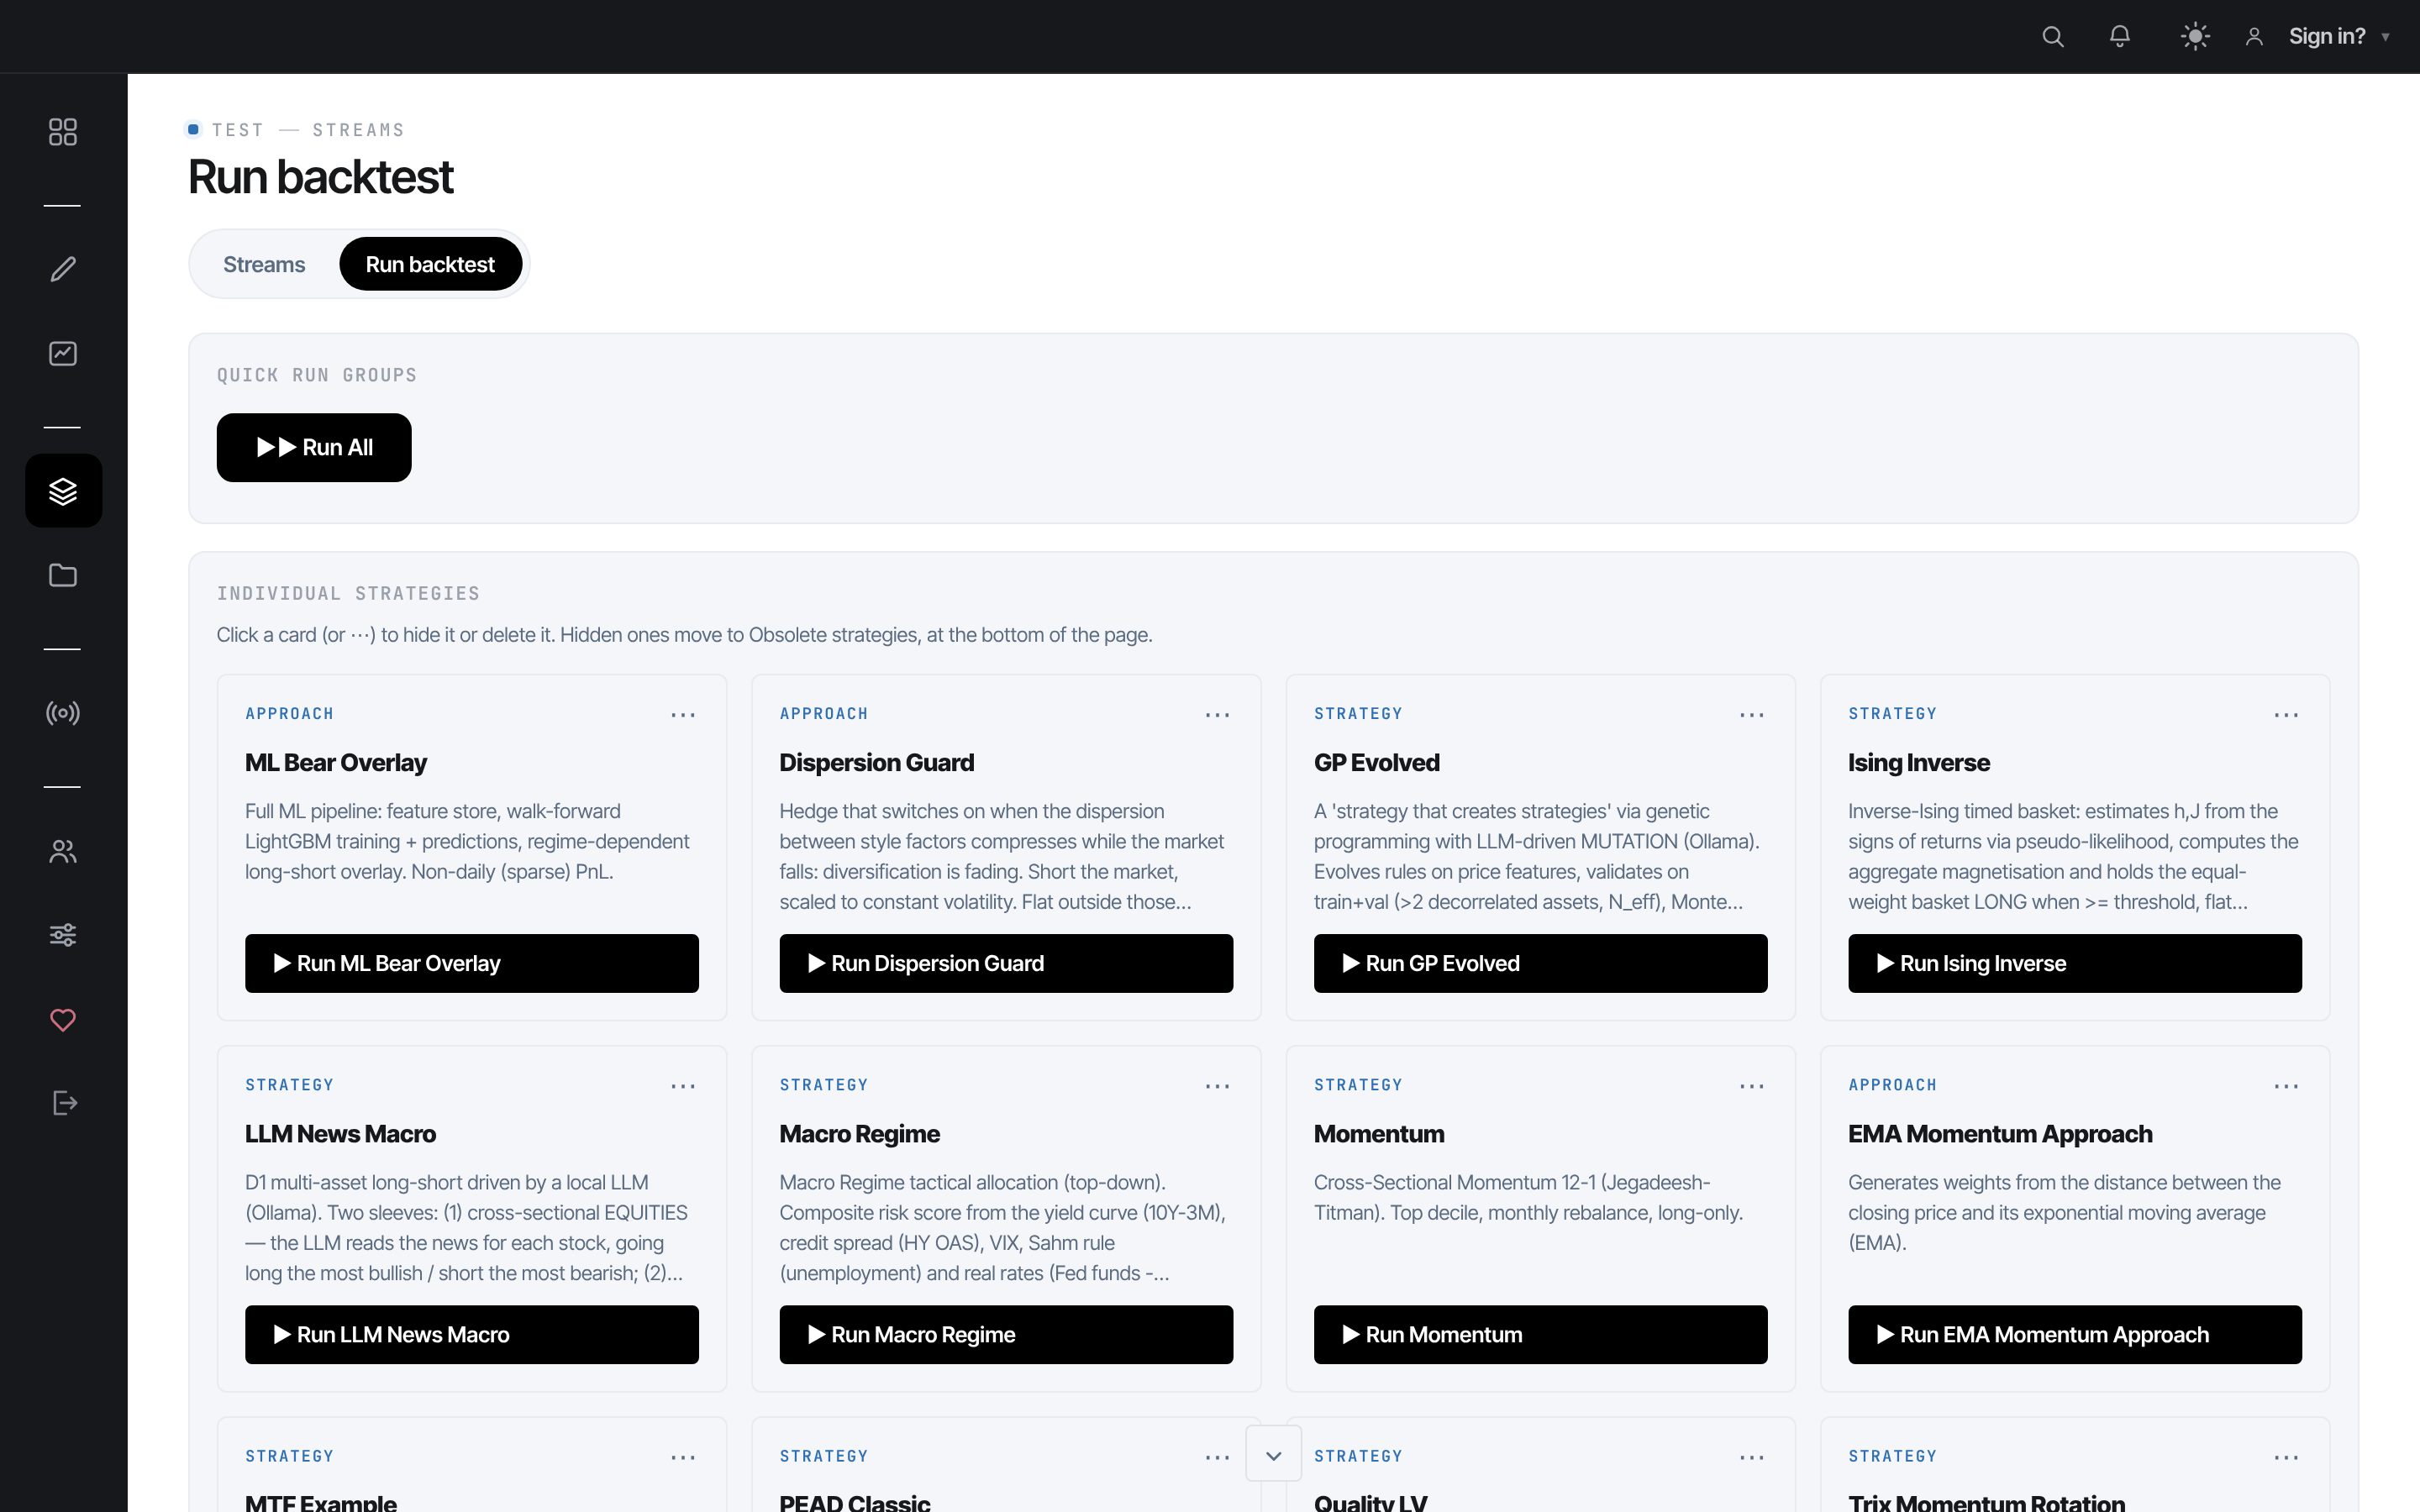 Sign in?
TEST — STREAMS
Run backtest
Streams
Run backtest
QUICK RUN GROUPS
▶▶ Run All
INDIVIDUAL STRATEGIES
Click a card (or ···) to hide it or delete it. Hidden ones move to Obsolete strategies, at the bottom of the page.
APPROACH
ML Bear Overlay
Full ML pipeline: feature store, walk-forward
LightGBM training + predictions, regime-dependent
long-short overlay. Non-daily (sparse) PnL.
▶ Run ML Bear Overlay
APPROACH
Dispersion Guard
Hedge that switches on when the dispersion
between style factors compresses while the market
falls: diversification is fading. Short the market,
scaled to constant volatility. Flat outside those...
▶ Run Dispersion Guard
STRATEGY
GP Evolved
A 'strategy that creates strategies' via genetic
programming with LLM-driven MUTATION (Ollama).
Evolves rules on price features, validates on
train+val (>2 decorrelated assets, N_eff), Monte...
▶ Run GP Evolved
STRATEGY
Ising Inverse
Inverse-Ising timed basket: estimates h,J from the
signs of returns via pseudo-likelihood, computes the
aggregate magnetisation and holds the equal-
weight basket LONG when >= threshold, flat...
▶ Run Ising Inverse
STRATEGY
LLM News Macro
D1 multi-asset long-short driven by a local LLM
(Ollama). Two sleeves: (1) cross-sectional EQUITIES
— the LLM reads the news for each stock, going
long the most bullish / short the most bearish; (2)...
▶ Run LLM News Macro
STRATEGY
Macro Regime
Macro Regime tactical allocation (top-down).
Composite risk score from the yield curve (10Y-3M),
credit spread (HY OAS), VIX, Sahm rule
(unemployment) and real rates (Fed funds -...
▶ Run Macro Regime
STRATEGY
Momentum
Cross-Sectional Momentum 12-1 (Jegadeesh-
Titman). Top decile, monthly rebalance, long-only.
▶ Run Momentum
APPROACH
EMA Momentum Approach
Generates weights from the distance between the
closing price and its exponential moving average
(EMA).
▶ Run EMA Momentum Approach
STRATEGY
MTF Example
STRATEGY
PEAD Classic
STRATEGY
Quality LV
STRATEGY
Trix Momentum Rotation